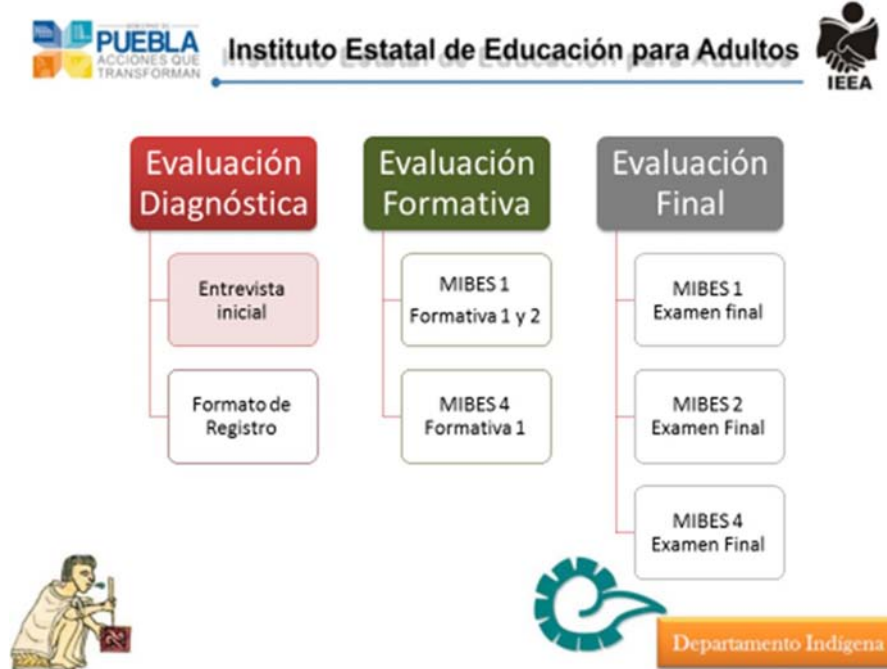 PUEBLA
ACCIONES QUE
TRANSFORMAN
Instituto Estatal de Educación para Adultos
IEEA
Evaluación
Diagnóstica
Entrevista
inicial
Formato de
Registro
Evaluación
Formativa
MIBES 1
Formativa 1 y 2
MIBES 4
Formativa 1
Evaluación
Final
MIBES 1
Examen final
MIBES 2
Examen Final
MIBES 4
Examen Final
Departamento Indígena